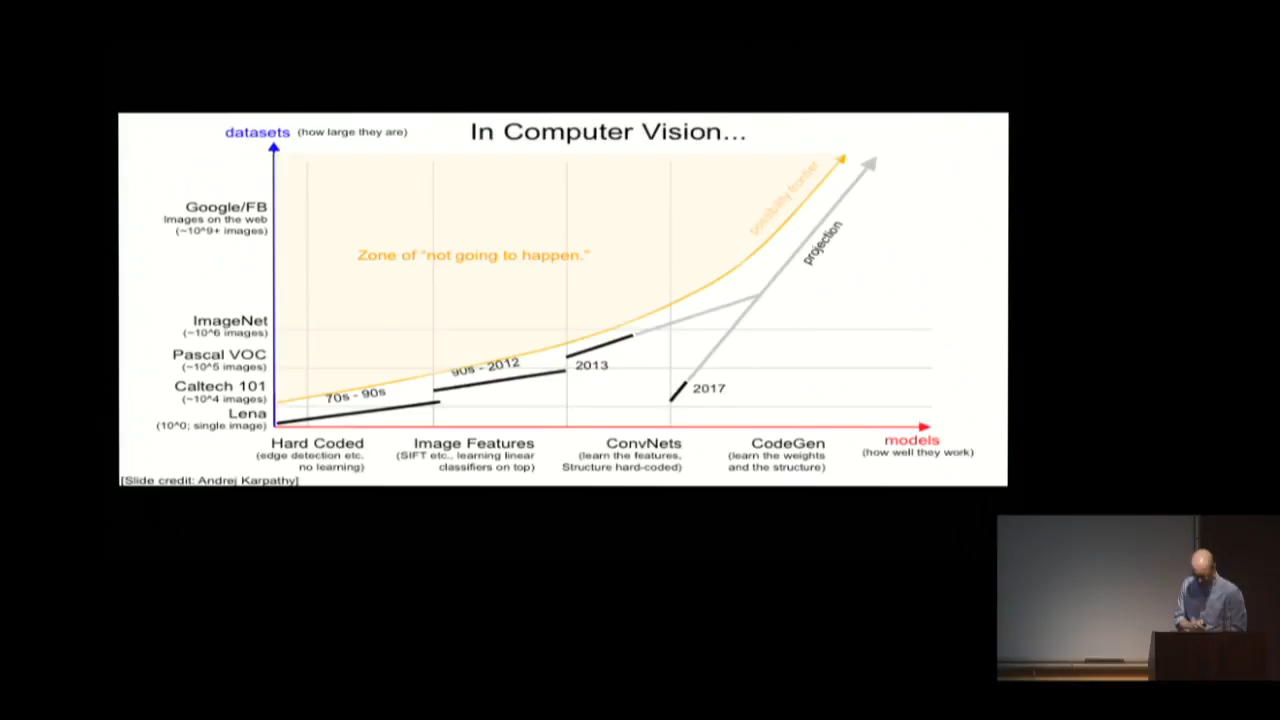 In Computer Vision...
datasets (how large they are)
Google/FB
Images on the web
(~10^9+ images)
ImageNet
(~10^6 images)
Pascal VOC
(~10^5 images)
Caltech 101
(~10^4 images)
Lena
(10^0; single image)
Zone of "not going to happen."
possibility frontier
projection
70s - 90s
90s - 2012
2013
2017
Hard Coded
(edge detection etc.
no learning)
Image Features
(SIFT etc., learning linear
classifiers on top)
ConvNets
(learn the features,
Structure hard-coded)
CodeGen
(learn the weights
and the structure)
models
(how well they work)
[Slide credit: Andrej Karpathy]